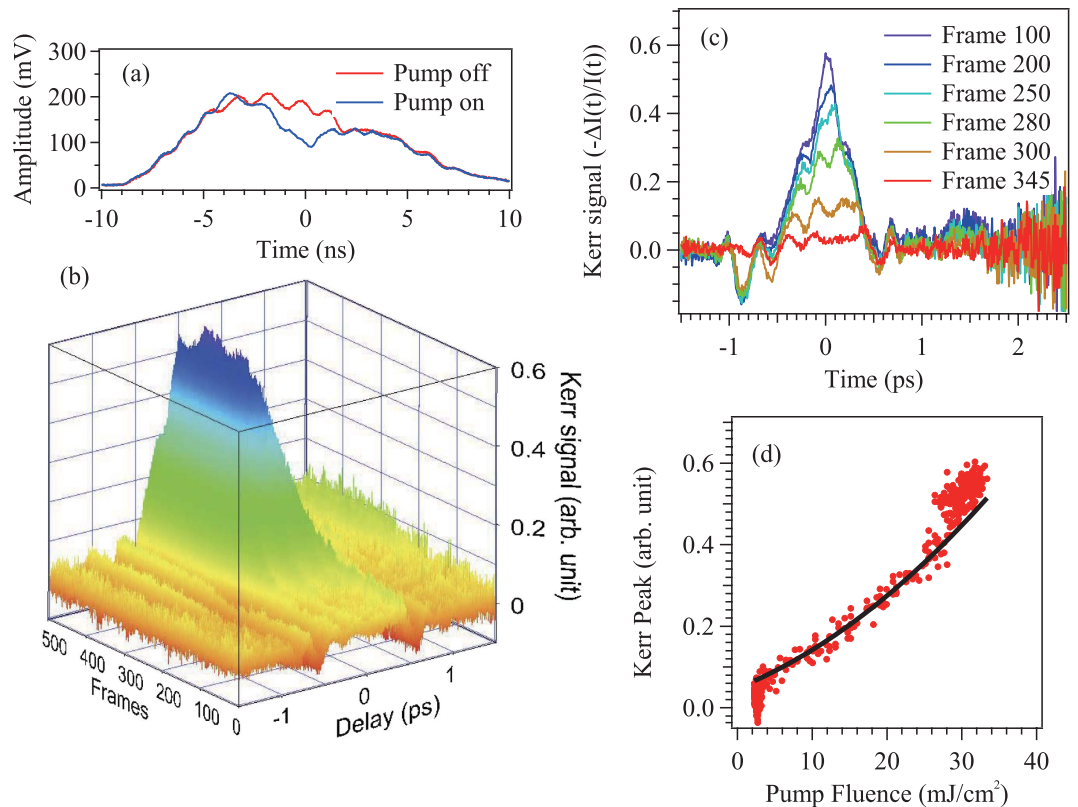 (a)
300
200
100
0
Amplitude (mV)
Pump off
Pump on
-10
-5
0
5
10
Time (ns)
(b)
0.6
0.4
0.2
0
Kerr signal (arb. unit)
500
400
300
200
100
0
Frames
-1
0
1
Delay (ps)
(c)
0.6
0.4
0.2
0.0
Kerr signal (-ΔI(t)/I(t))
Frame 100
Frame 200
Frame 250
Frame 280
Frame 300
Frame 345
-1
0
1
2
Time (ps)
(d)
0.6
0.4
0.2
0.0
Kerr Peak (arb. unit)
0
10
20
30
40
Pump Fluence (mJ/cm²)